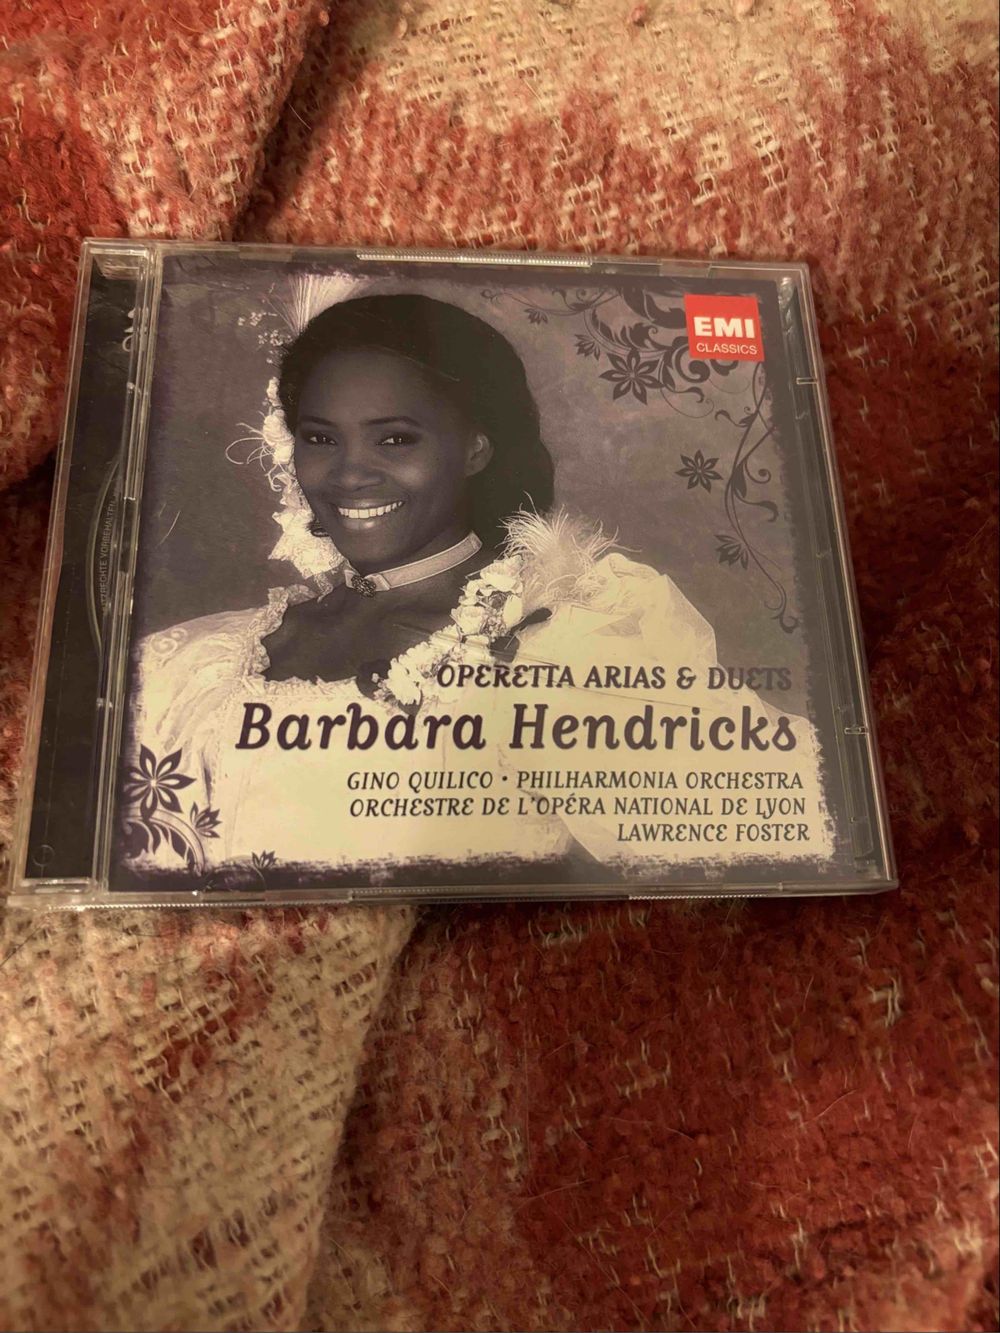 EMI
CLASSICS
OPERETTA ARIAS & DUETS
Barbara Hendricks
GINO QUILICO · PHILHARMONIA ORCHESTRA
ORCHESTRE DE L'OPÉRA NATIONAL DE LYON
LAWRENCE FOSTER